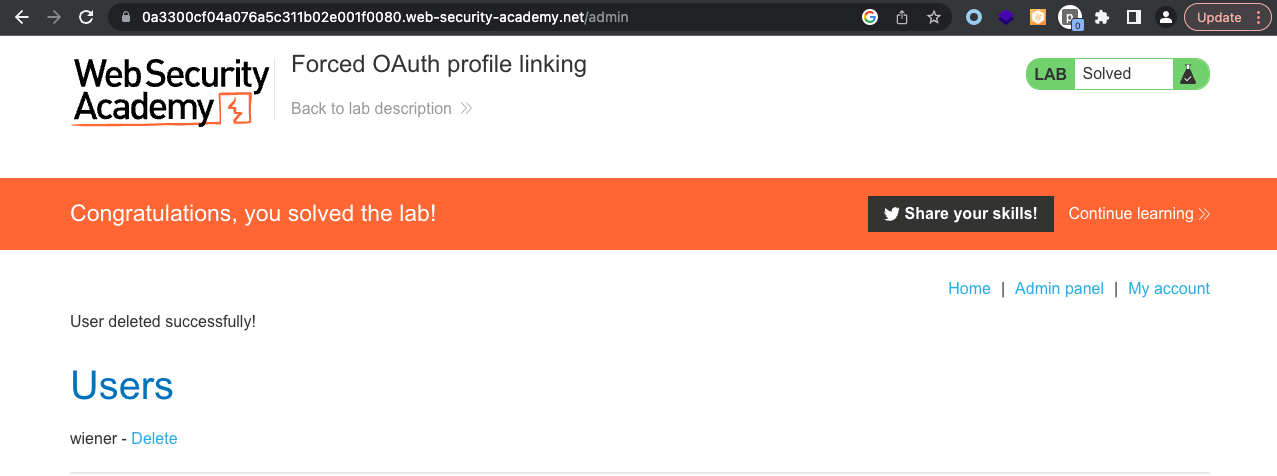 0a3300cf04a076a5c311b02e001f0080.web-security-academy.net/admin
Update
Web Security
Academy
Forced OAuth profile linking
Back to lab description
LAB Solved
Congratulations, you solved the lab!
Share your skills!
Continue learning
Home | Admin panel | My account
User deleted successfully!
Users
wiener - Delete
p
0